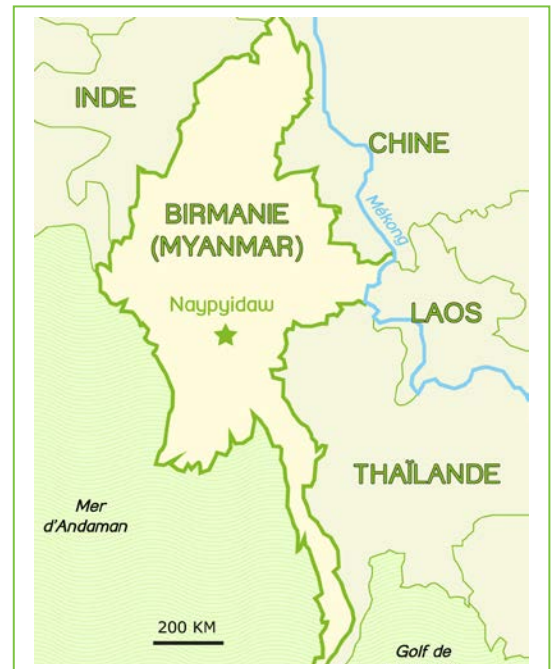 INDE
CHINE
Mékong
BIRMANIE
(MYANMAR)
Naypyidaw
LAOS
THAÏLANDE
Mer
d'Andaman
200 KM
Golf de